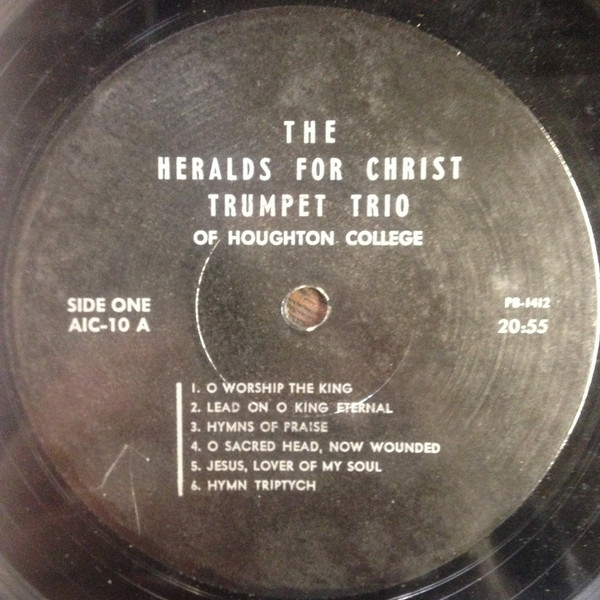 THE
HERALDS FOR CHRIST
TRUMPET TRIO
OF HOUGHTON COLLEGE
SIDE ONE
AIC-10 A
PB-1412
20:55
1. O WORSHIP THE KING
2. LEAD ON O KING ETERNAL
3. HYMNS OF PRAISE
4. O SACRED HEAD, NOW WOUNDED
5. JESUS, LOVER OF MY SOUL
6. HYMN TRIPTYCH